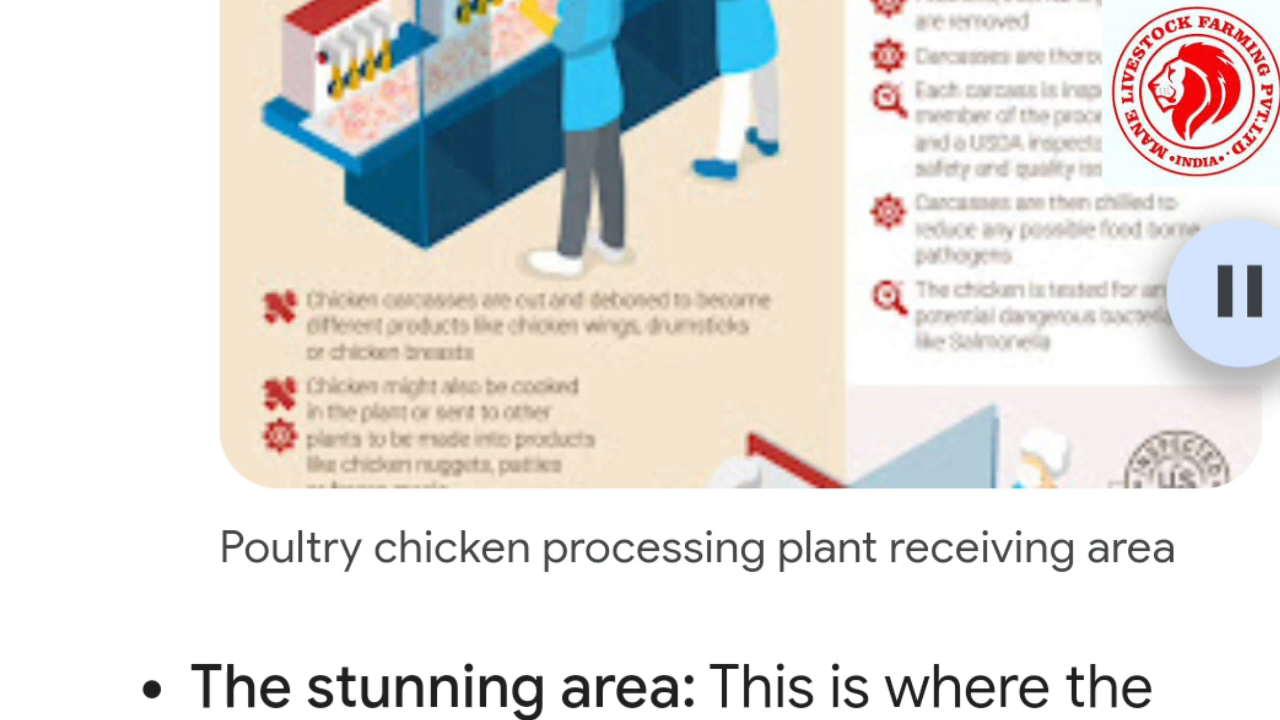 are removed
Carcasses are thoro
Each carcass is insp
member of the proce
and a USDA inspecto
safety and quality iss
Carcasses are then chilled to
reduce any possible food borne
pathogens
The chicken is tested for an
potential dangerous bacteria
like Salmonella
MANE LIVESTOCK FARMING PVT.LTD
•INDIA•
Chicken carcasses are cut and deboned to become
different products like chicken wings, drumsticks
or chicken breasts
Chicken might also be cooked
in the plant or sent to other
plants to be made into products
like chicken nuggets, patties
INSPECTED
US
Poultry chicken processing plant receiving area
• The stunning area: This is where the